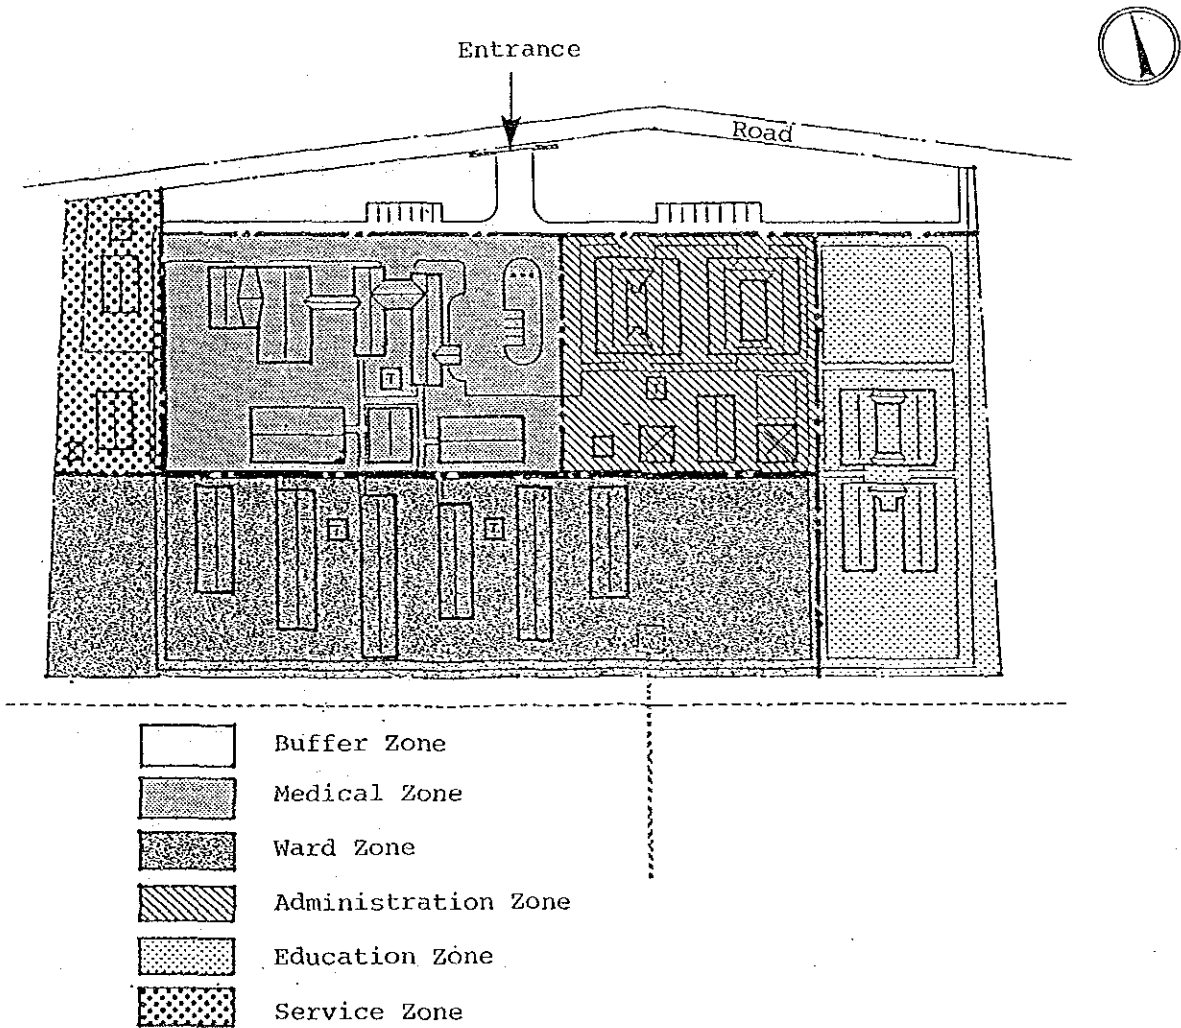 Entrance
Road
T
T
T
T
Buffer Zone
Medical Zone
Ward Zone
Administration Zone
Education Zone
Service Zone